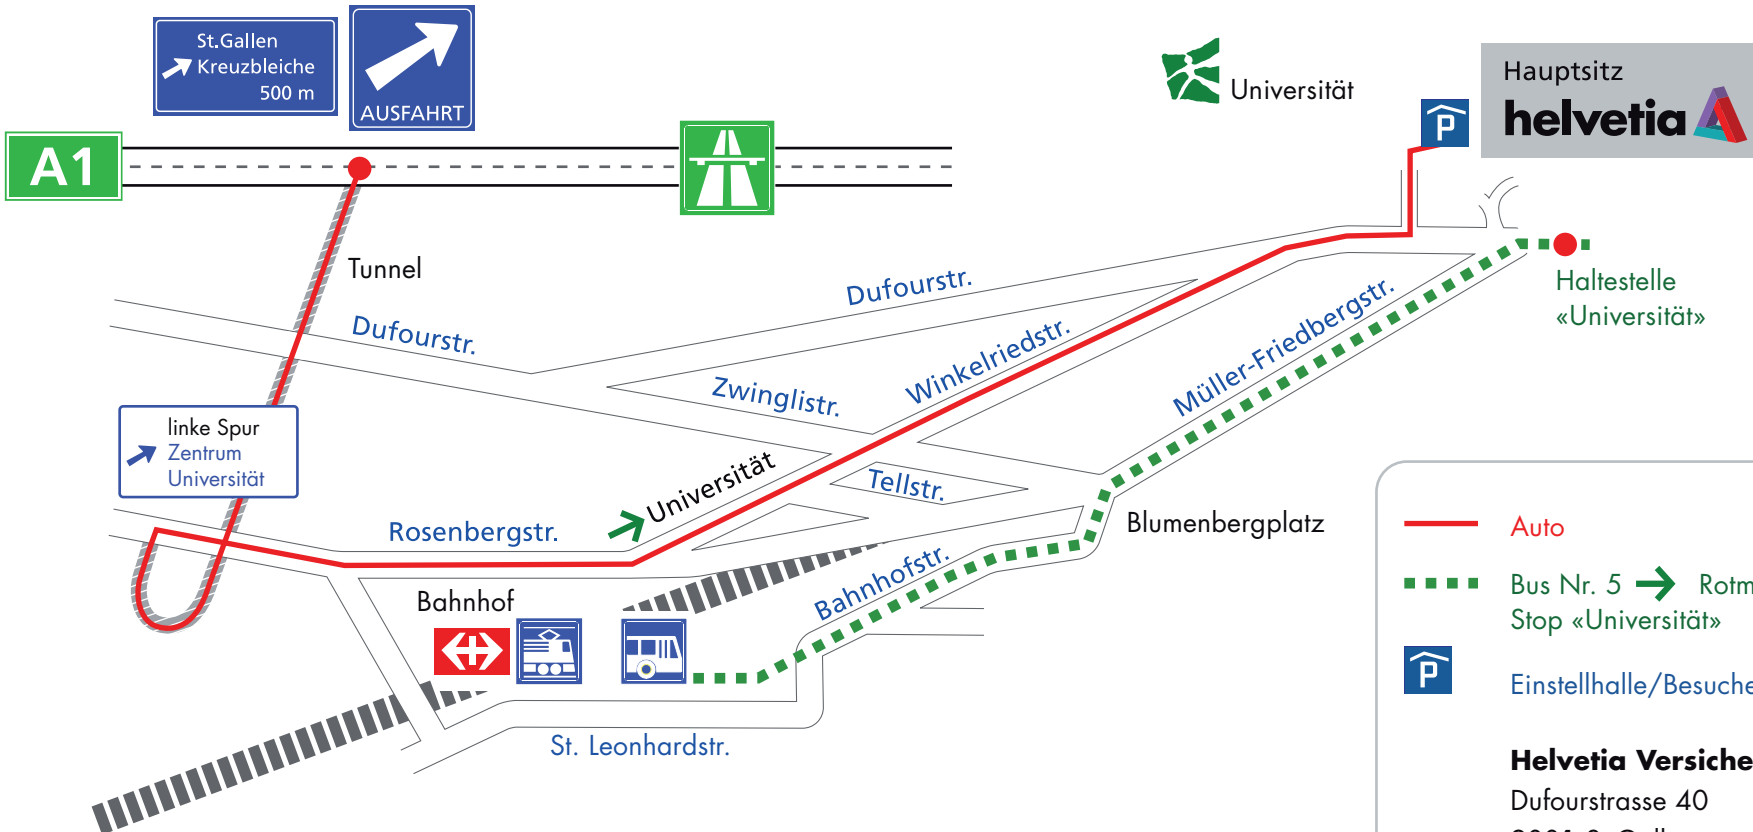 St.Gallen
Kreuzbleiche
500 m
AUSFAHRT
Universität
Hauptsitz
helvetia
P
A1
Tunnel
Haltestelle
«Universität»
Dufourstr.
Dufourstr.
Zwinglistr.
Winkelriedstr.
Müller-Friedbergstr.
linke Spur
Zentrum
Universität
Universität
Tellstr.
Rosenbergstr.
Blumenbergplatz
Bahnhofstr.
Bahnhof
St. Leonhardstr.
Auto
Bus Nr. 5 → Rotm
Stop «Universität»
P
Einstellhalle/Besuche
Helvetia Versiche
Dufourstrasse 40